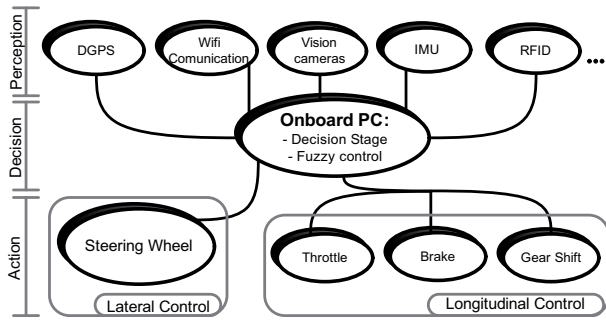 Perception
DGPS
Wifi
Comunication
Vision
cameras
IMU
RFID
...
Decision
Onboard PC:
- Decision Stage
- Fuzzy control
Action
Steering Wheel
Throttle
Brake
Gear Shift
Lateral Control
Longitudinal Control